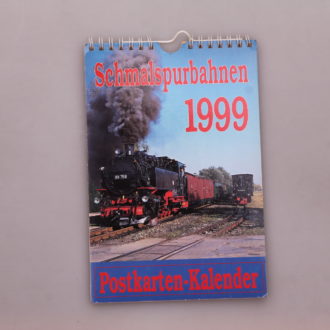 Schmalspurbahnen
1999
Postkarten-Kalender